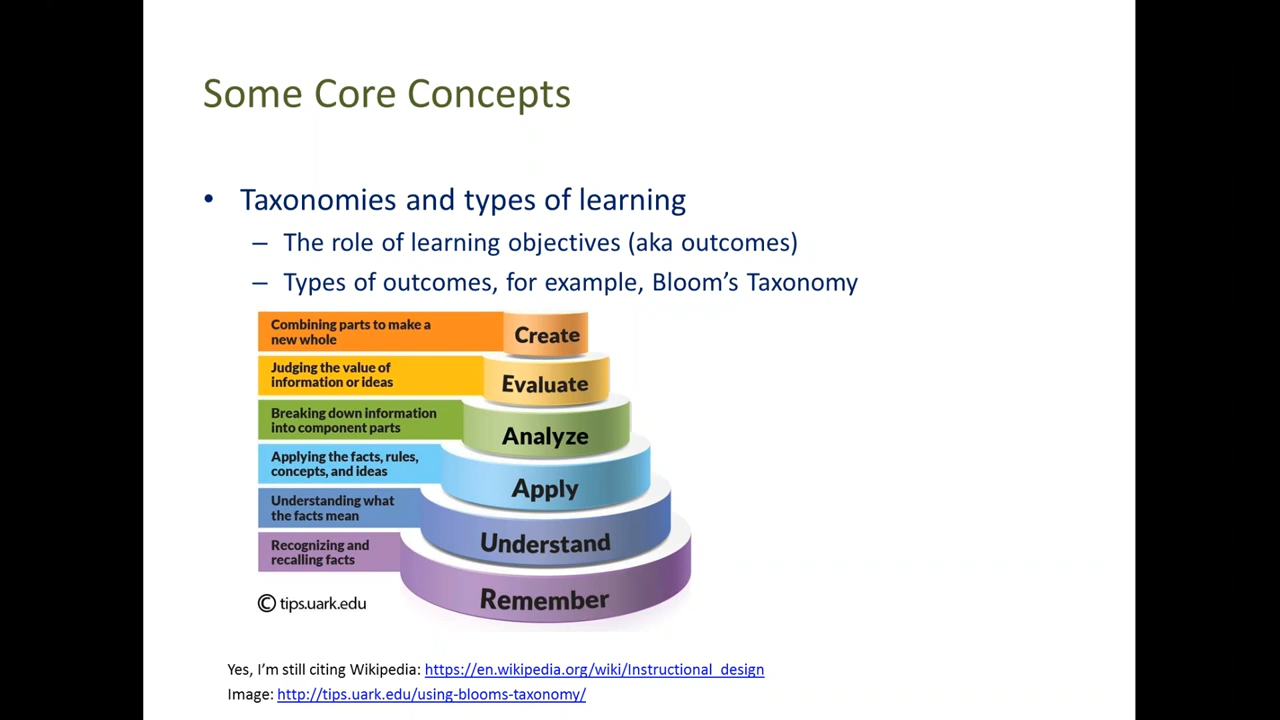 Some Core Concepts
• Taxonomies and types of learning
– The role of learning objectives (aka outcomes)
– Types of outcomes, for example, Bloom's Taxonomy
Combining parts to make a
new whole
Create
Judging the value of
information or ideas
Evaluate
Breaking down information
into component parts
Analyze
Applying the facts, rules,
concepts, and ideas
Apply
Understanding what
the facts mean
Understand
Recognizing and
recalling facts
Remember
© tips.uark.edu
Yes, I'm still citing Wikipedia: https://en.wikipedia.org/wiki/Instructional_design
Image: http://tips.uark.edu/using-blooms-taxonomy/